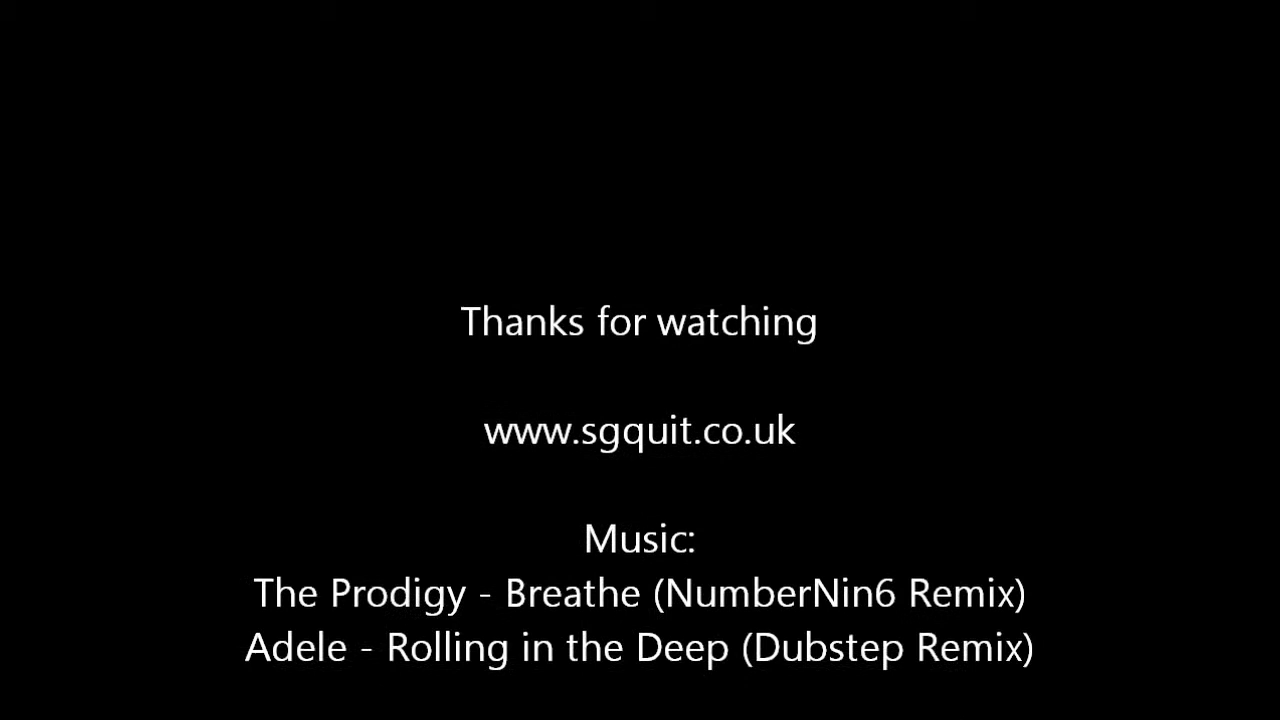 Thanks for watching
www.sgquit.co.uk
Music:
The Prodigy - Breathe (NumberNin6 Remix)
Adele - Rolling in the Deep (Dubstep Remix)